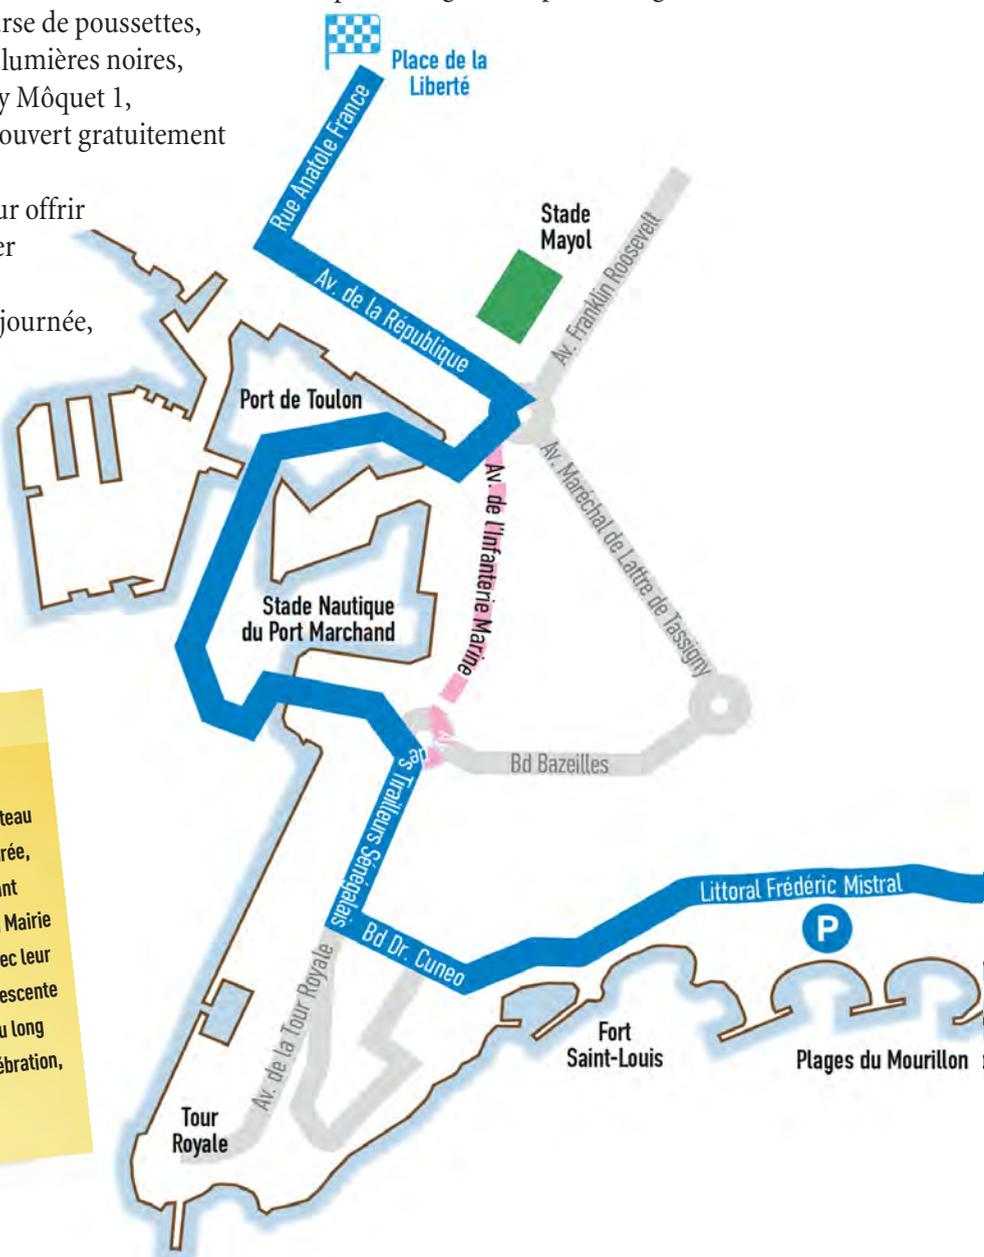 rse de poussettes,
lumières noires,
y Môquet 1,
ouvert gratuitement
ur offrir
er
journée,
Place de la
Liberté
Rue Anatole France
Stade
Mayol
Av. Franklin Roosevelt
Av. de la République
Port de Toulon
Av. de l'Infanterie Marine
Av. Maréchal de Lattre de Tassigny
Stade Nautique
du Port Marchand
Bd Bazeilles
Av. des Tirailleurs Sénégalais
Littoral Frédéric Mistral
P
Bd Dr. Cuneo
Av. de la Tour Royale
Fort
Saint-Louis
Plages du Mourillon
Tour
Royale
teau
rée,
ant
Mairie
ec leur
escente
u long
ébration,